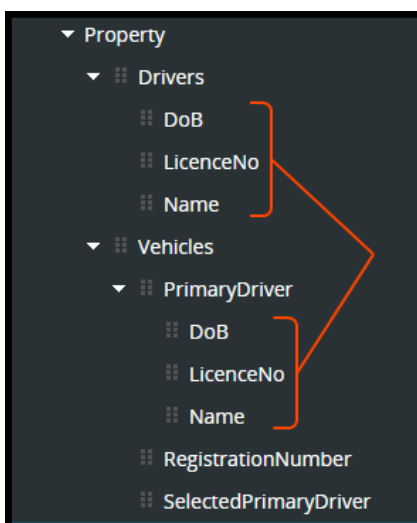 Property
Drivers
DoB
LicenceNo
Name
Vehicles
PrimaryDriver
DoB
LicenceNo
Name
RegistrationNumber
SelectedPrimaryDriver